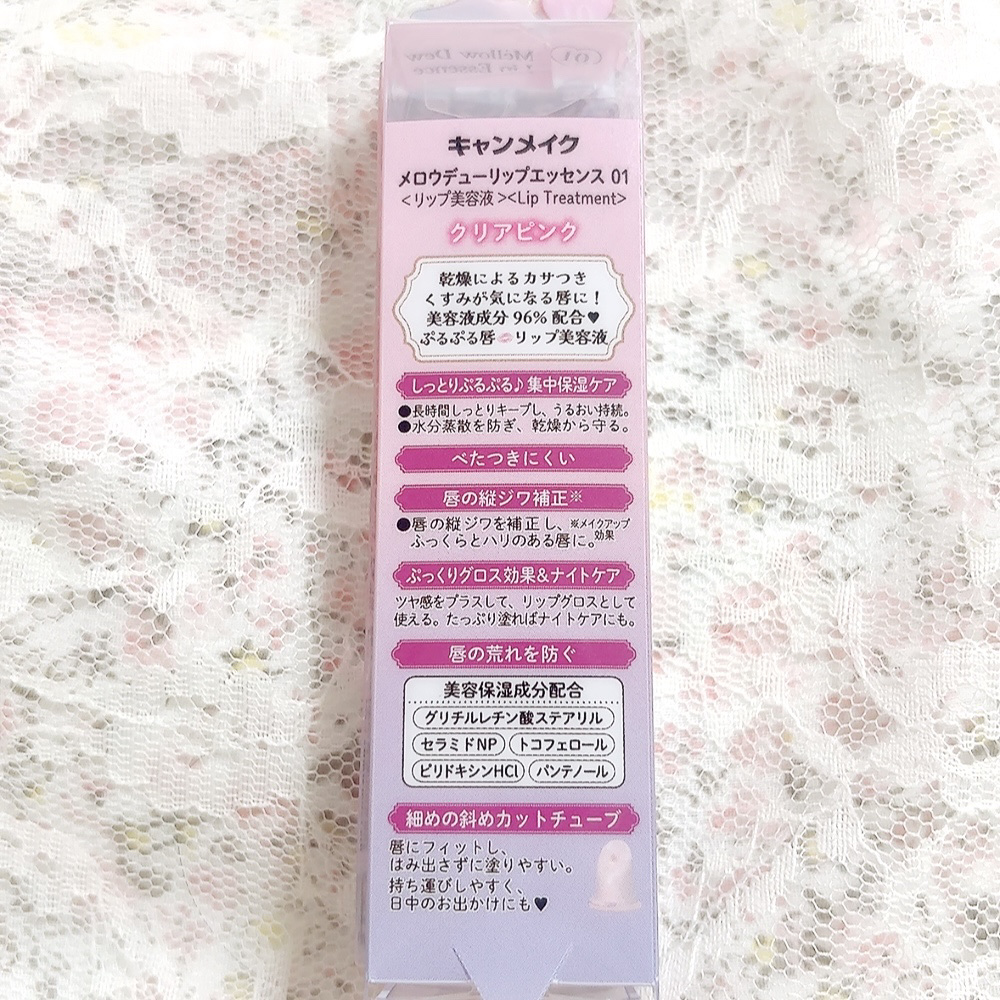 01
Mellow Dew
Lip Essence
キャンメイク
メロウデューリップエッセンス 01
<リップ美容液><Lip Treatment>
クリアピンク
乾燥によるカサつき
くすみが気になる唇に!
美容液成分 96% 配合♥
ぷるぷる唇💋リップ美容液
しっとりぷるぷる♪集中保湿ケア
●長時間しっとりキープし、うるおい持続。
●水分蒸散を防ぎ、乾燥から守る。
べたつきにくい
唇の縦ジワ補正※
●唇の縦ジワを補正し、※メイクアップ
ふっくらとハリのある唇に。効果
ぷっくりグロス効果&ナイトケア
ツヤ感をプラスして、リップグロスとして
使える。たっぷり塗ればナイトケアにも。
唇の荒れを防ぐ
美容保湿成分配合
グリチルレチン酸ステアリル
セラミドNP トコフェロール
ピリドキシンHCl パンテノール
細めの斜めカットチューブ
唇にフィットし、
はみ出さずに塗りやすい。
持ち運びしやすく、
日中のお出かけにも♥